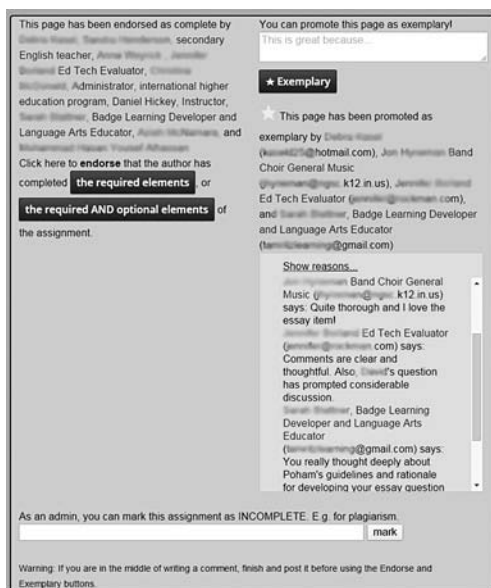 This page has been endorsed as complete by
secondary
English teacher,
Ed Tech Evaluator,
Administrator, international higher
education program, Daniel Hickey, Instructor,
Badge Learning Developer and
Language Arts Educator, and
Click here to endorse that the author has
completed the required elements, or
the required AND optional elements of
the assignment.
You can promote this page as exemplary!
This is great because...
★ Exemplary
This page has been promoted as
exemplary by
@hotmail.com), Band
Choir General Music
k12.in.us),
Ed Tech Evaluator .com),
and Badge Learning Developer
and Language Arts Educator
@gmail.com)
Show reasons...
Band Choir General
Music k12.in.us)
says: Quite thorough and I love the
essay item!
Ed Tech Evaluator
.com) says:
Comments are clear and
thoughtful. Also, 's question
has prompted considerable
discussion.
Badge Learning
Developer and Language Arts
Educator
@gmail.com) says:
You really thought deeply about
Poham's guidelines and rationale
for developing your essay question
As an admin, you can mark this assignment as INCOMPLETE. E.g. for plagiarism.
mark
Warning: If you are in the middle of writing a comment, finish and post it before using the Endorse and
Exemplary buttons.